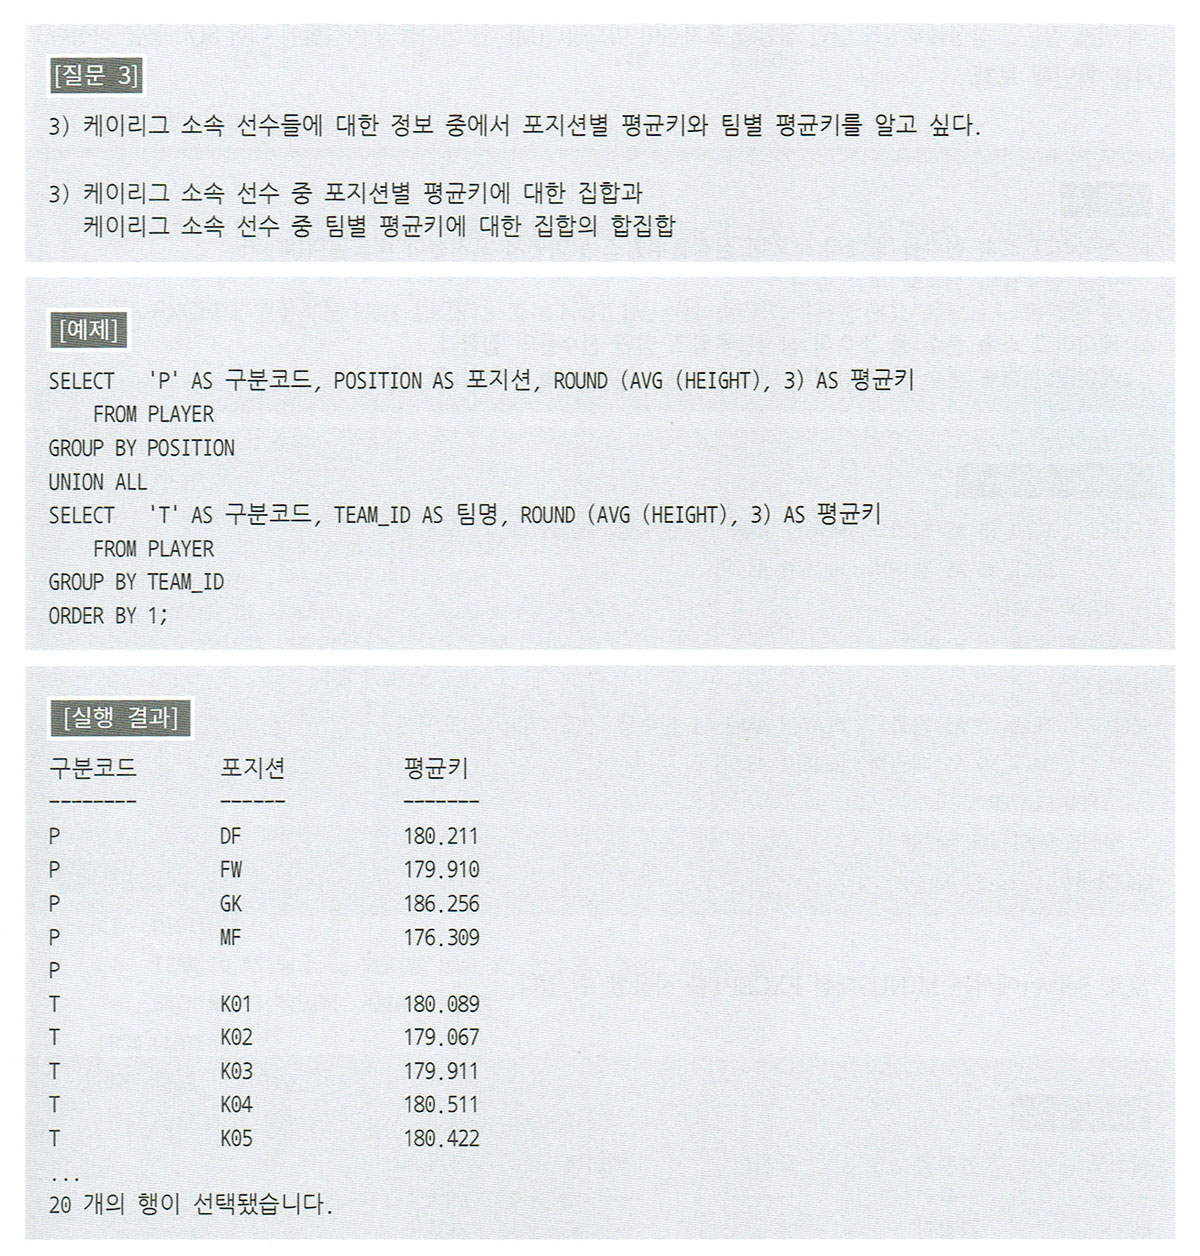 [질문 3]
3) 케이리그 소속 선수들에 대한 정보 중에서 포지션별 평균키와 팀별 평균키를 알고 싶다.
3) 케이리그 소속 선수 중 포지션별 평균키에 대한 집합과
케이리그 소속 선수 중 팀별 평균키에 대한 집합의 합집합
[예제]
SELECT 'P' AS 구분코드, POSITION AS 포지션, ROUND (AVG (HEIGHT), 3) AS 평균키
FROM PLAYER
GROUP BY POSITION
UNION ALL
SELECT 'T' AS 구분코드, TEAM_ID AS 팀명, ROUND (AVG (HEIGHT), 3) AS 평균키
FROM PLAYER
GROUP BY TEAM_ID
ORDER BY 1;
[실행 결과]
구분코드 포지션 평균키
-------- ------ -------
P DF 180.211
P FW 179.910
P GK 186.256
P MF 176.309
P
T K01 180.089
T K02 179.067
T K03 179.911
T K04 180.511
T K05 180.422
...
20 개의 행이 선택됐습니다.